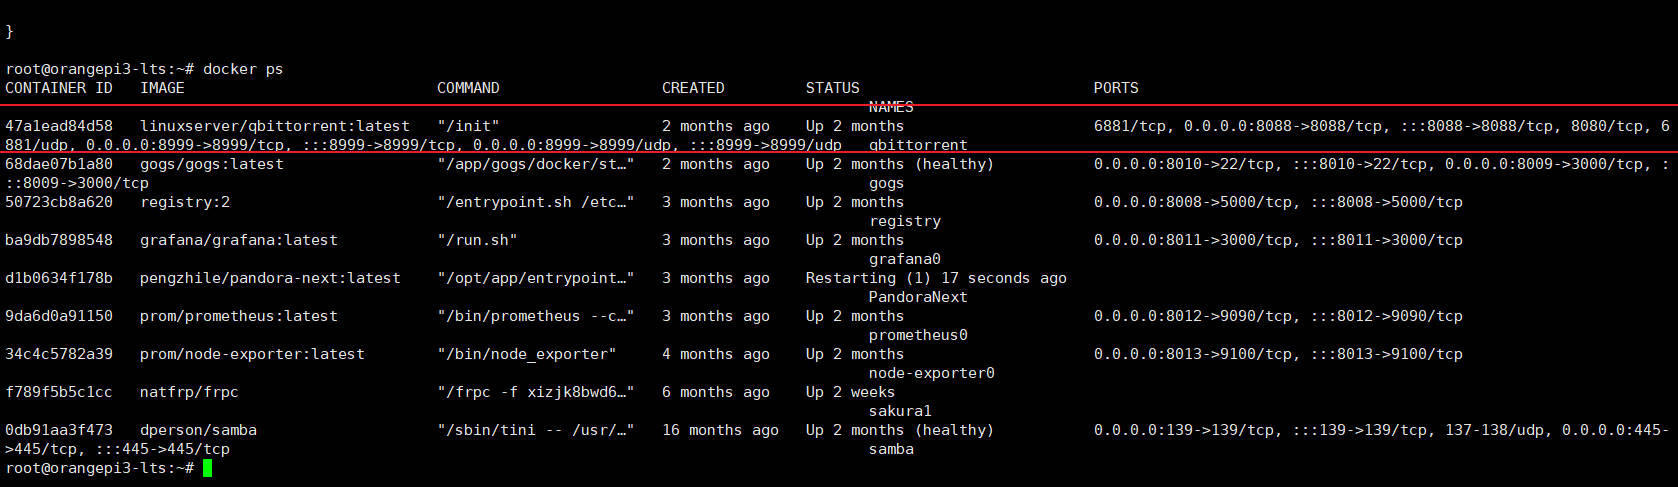 }
root@orangepi3-lts:~# docker ps
CONTAINER ID   IMAGE                            COMMAND                  CREATED         STATUS                          PORTS
NAMES
47a1ead84d58   linuxserver/qbittorrent:latest   "/init"                  2 months ago    Up 2 months                     6881/tcp, 0.0.0.0:8088->8088/tcp, :::8088->8088/tcp, 8080/tcp, 6
881/udp, 0.0.0.0:8999->8999/tcp, :::8999->8999/tcp, 0.0.0.0:8999->8999/udp, :::8999->8999/udp   qbittorrent
68dae07b1a80   gogs/gogs:latest                 "/app/gogs/docker/st…"   2 months ago    Up 2 months (healthy)           0.0.0.0:8010->22/tcp, :::8010->22/tcp, 0.0.0.0:8009->3000/tcp, :
::8009->3000/tcp                                                                                gogs
50723cb8a620   registry:2                       "/entrypoint.sh /etc…"   3 months ago    Up 2 months                     0.0.0.0:8008->5000/tcp, :::8008->5000/tcp
registry
ba9db7898548   grafana/grafana:latest           "/run.sh"                3 months ago    Up 2 months                     0.0.0.0:8011->3000/tcp, :::8011->3000/tcp
grafana0
d1b0634f178b   pengzhile/pandora-next:latest    "/opt/app/entrypoint…"   3 months ago    Restarting (1) 17 seconds ago
PandoraNext
9da6d0a91150   prom/prometheus:latest           "/bin/prometheus --c…"   3 months ago    Up 2 months                     0.0.0.0:8012->9090/tcp, :::8012->9090/tcp
prometheus0
34c4c5782a39   prom/node-exporter:latest        "/bin/node_exporter"     4 months ago    Up 2 months                     0.0.0.0:8013->9100/tcp, :::8013->9100/tcp
node-exporter0
f789f5b5c1cc   natfrp/frpc                      "/frpc -f xizjk8bwd6…"   6 months ago    Up 2 weeks
sakura1
0db91aa3f473   dperson/samba                    "/sbin/tini -- /usr/…"   16 months ago   Up 2 months (healthy)           0.0.0.0:139->139/tcp, :::139->139/tcp, 137-138/udp, 0.0.0.0:445-
>445/tcp, :::445->445/tcp                                                                       samba
root@orangepi3-lts:~#